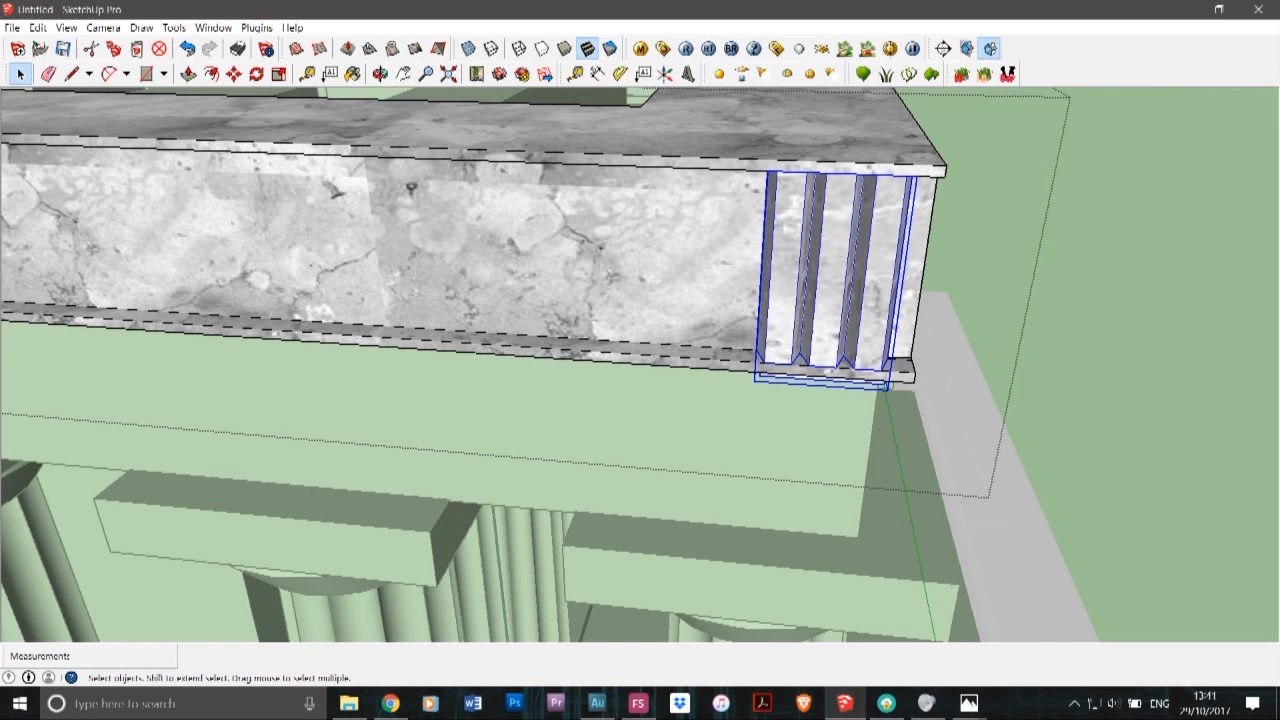 Untitled - SketchUp Pro
File Edit View Camera Draw Tools Window Plugins Help
Measurements
Select objects. Shift to extend select. Drag mouse to select multiple.
Type here to search
ENG
13:41
29/10/2017